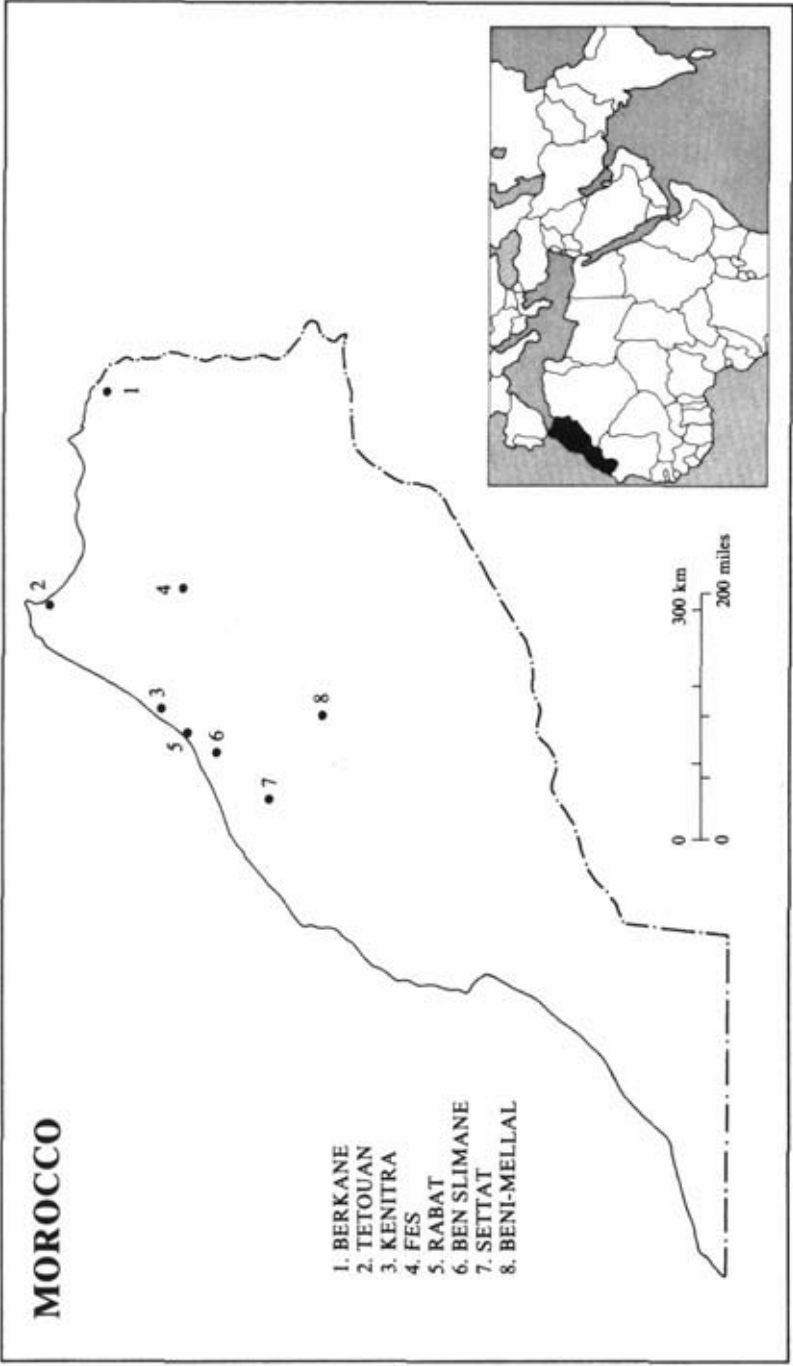 MOROCCO
1. BERKANE
2. TETOUAN
3. KENITRA
4. FES
5. RABAT
6. BEN SLIMANE
7. SETTAT
8. BENI-MELLAL
2
1
3
4
5
6
7
8
0 300 km
0 200 miles